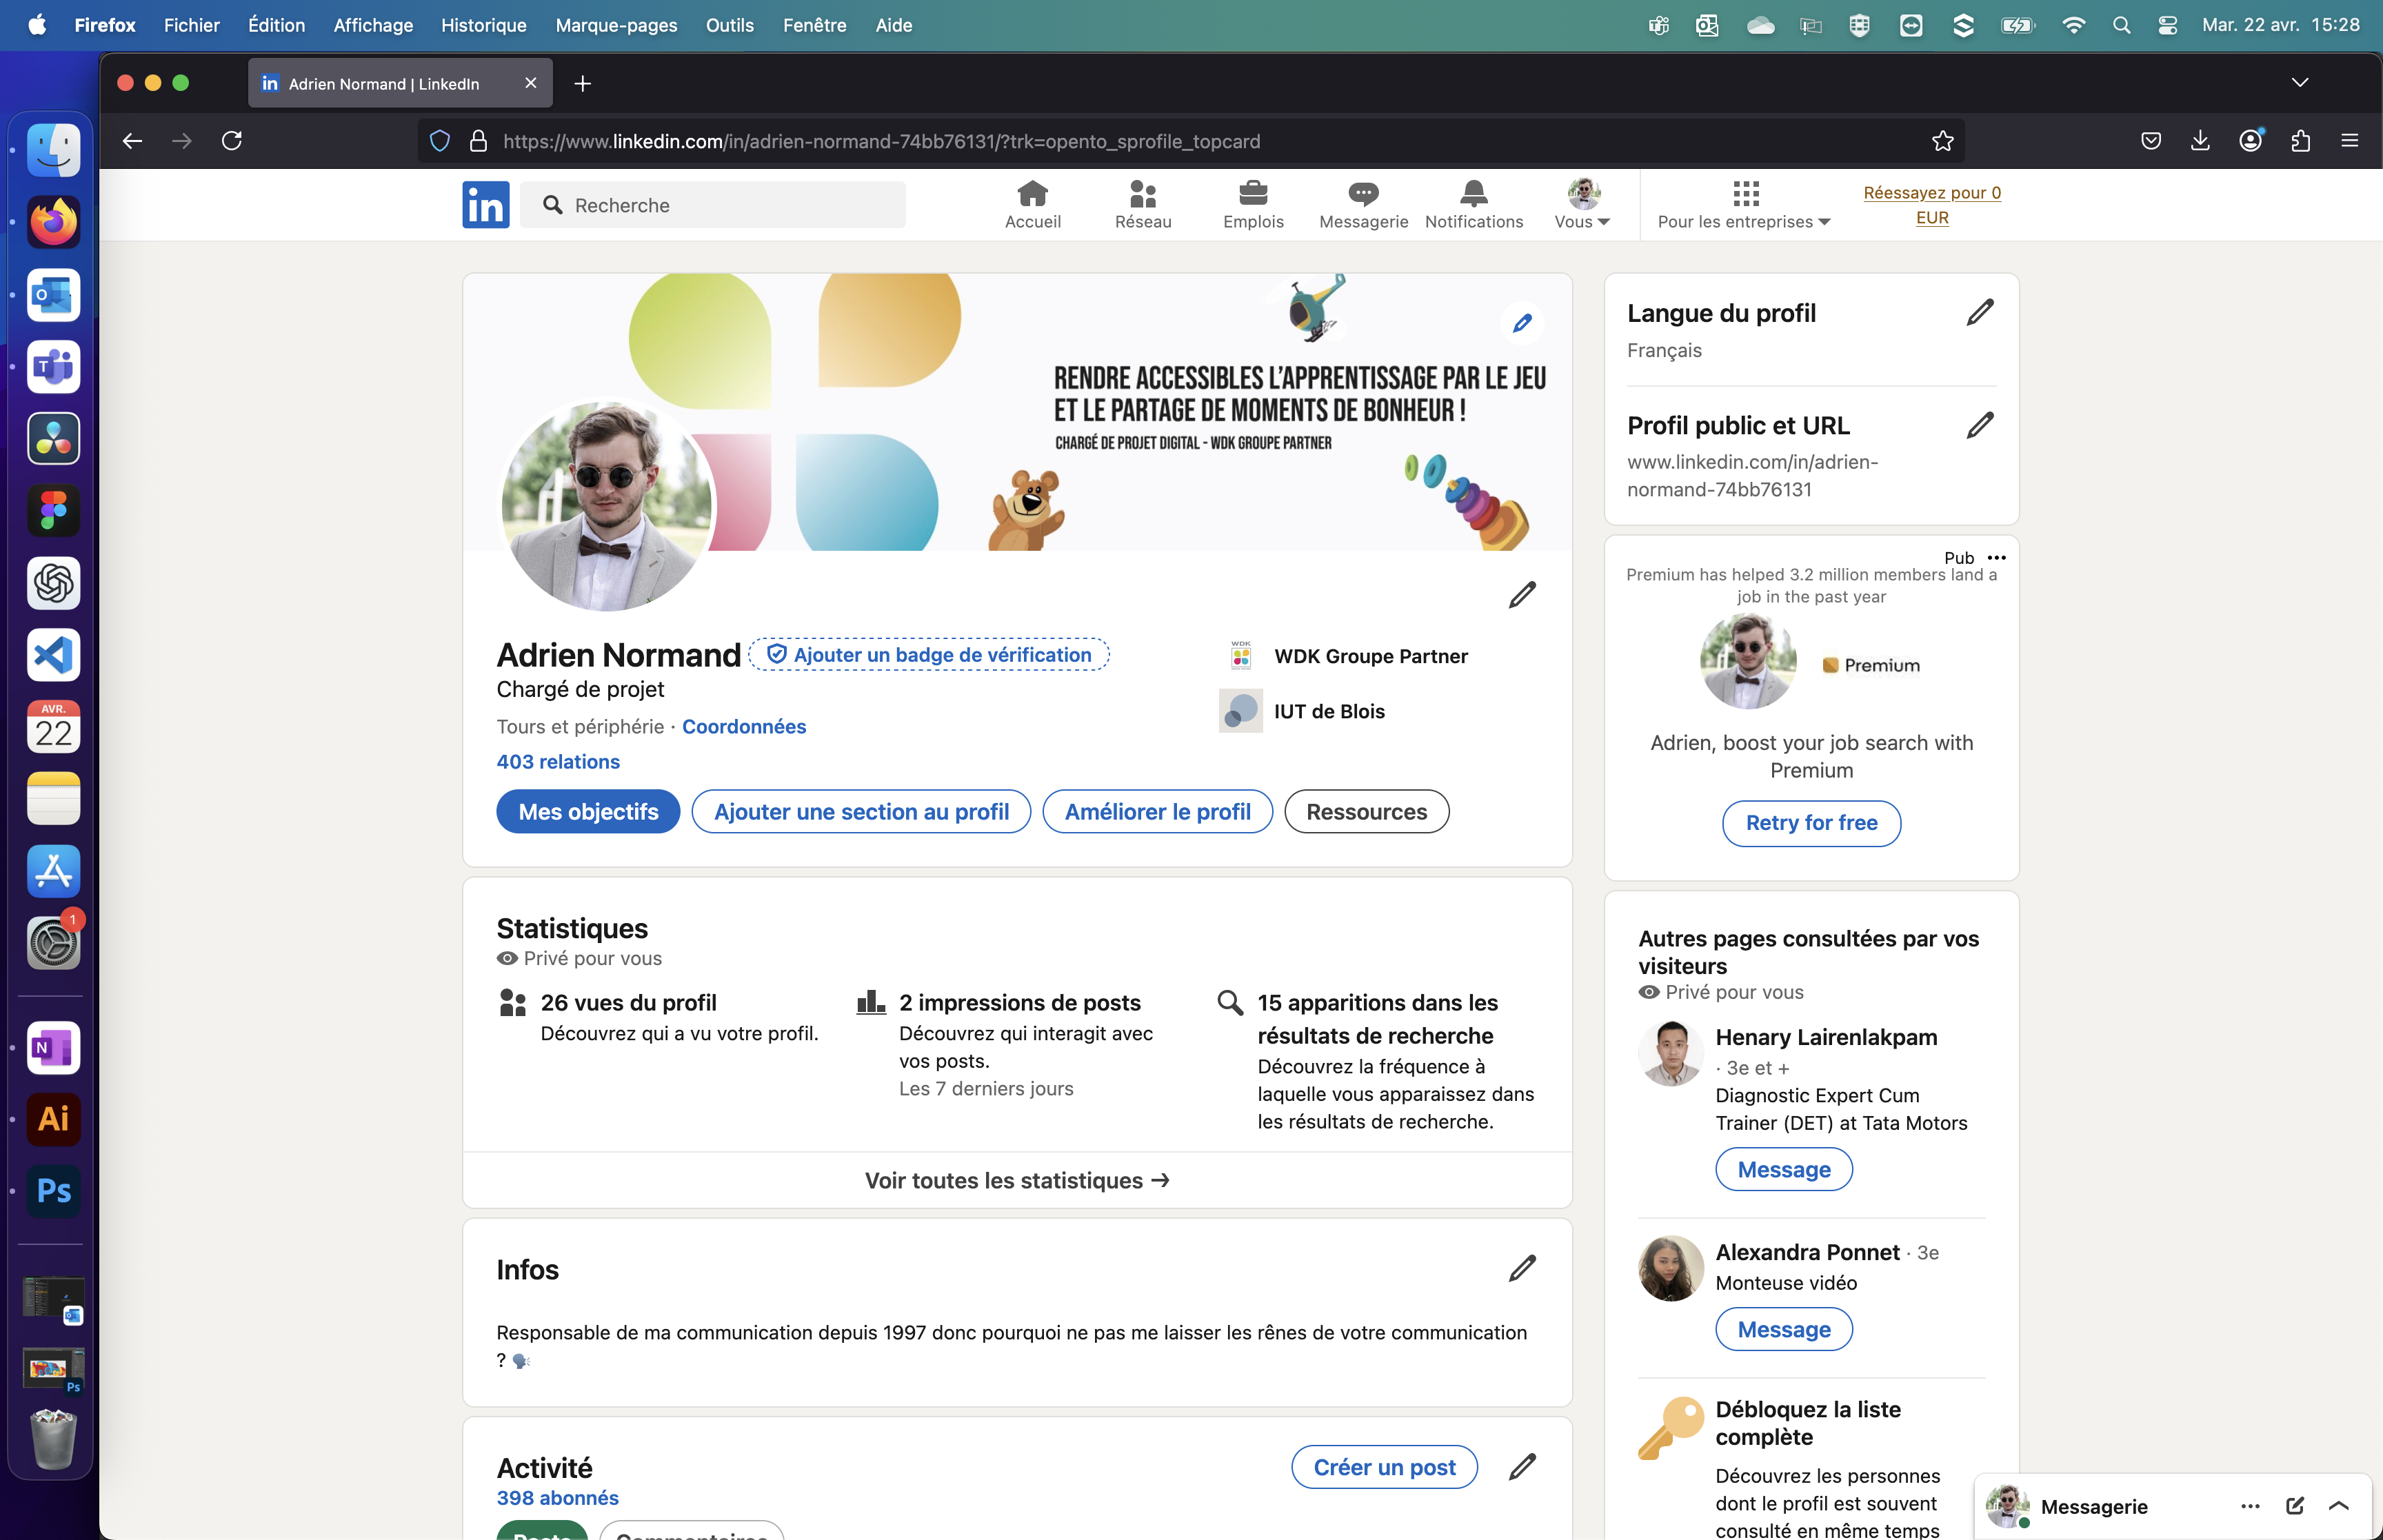 Firefox Fichier Édition Affichage Historique Marque-pages Outils Fenêtre Aide
Mar. 22 avr. 15:28
in Adrien Normand | LinkedIn
https://www.linkedin.com/in/adrien-normand-74bb76131/?trk=opento_sprofile_topcard
AVR.
22
1
N
Ai
Ps
in Recherche
Accueil
Réseau
Emplois
Messagerie
Notifications
Vous
Pour les entreprises
Réessayez pour 0
EUR
RENDRE ACCESSIBLES L'APPRENTISSAGE PAR LE JEU
ET LE PARTAGE DE MOMENTS DE BONHEUR !
CHARGÉ DE PROJET DIGITAL - WDK GROUPE PARTNER
Adrien Normand Ajouter un badge de vérification
Chargé de projet
Tours et périphérie · Coordonnées
403 relations
WDK Groupe Partner
IUT de Blois
Mes objectifs Ajouter une section au profil Améliorer le profil Ressources
Statistiques
Privé pour vous
26 vues du profil
Découvrez qui a vu votre profil.
2 impressions de posts
Découvrez qui interagit avec
vos posts.
Les 7 derniers jours
15 apparitions dans les
résultats de recherche
Découvrez la fréquence à
laquelle vous apparaissez dans
les résultats de recherche.
Voir toutes les statistiques →
Infos
Responsable de ma communication depuis 1997 donc pourquoi ne pas me laisser les rênes de votre communication
? 🗣
Activité
398 abonnés
Créer un post
Posts Commentaires
Langue du profil
Français
Profil public et URL
www.linkedin.com/in/adrien-
normand-74bb76131
Pub
Premium has helped 3.2 million members land a
job in the past year
Premium
Adrien, boost your job search with
Premium
Retry for free
Autres pages consultées par vos
visiteurs
Privé pour vous
Henary Lairenlakpam
· 3e et +
Diagnostic Expert Cum
Trainer (DET) at Tata Motors
Message
Alexandra Ponnet · 3e
Monteuse vidéo
Message
Débloquez la liste
complète
Découvrez les personnes
dont le profil est souvent
consulté en même temps
Messagerie